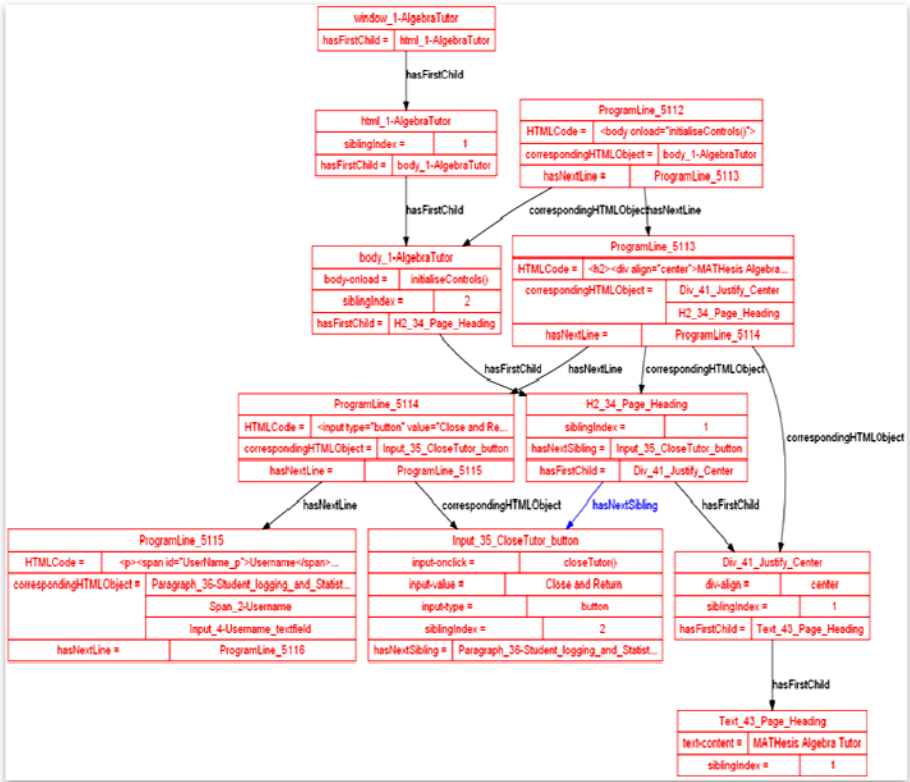 window_1-AlgebraTutor
hasFirstChild = html_1-AlgebraTutor
hasFirstChild
html_1-AlgebraTutor
siblingIndex = 1
hasFirstChild = body_1-AlgebraTutor
ProgramLine_5112
HTMLCode = <body onload="initialiseControls()">
correspondingHTMLObject = body_1-AlgebraTutor
hasNextLine = ProgramLine_5113
hasFirstChild
correspondingHTMLObject
hasNextLine
body_1-AlgebraTutor
body-onload = initialiseControls()
siblingIndex = 2
hasFirstChild = H2_34_Page_Heading
ProgramLine_5113
HTMLCode = <h2><div align="center">MATHesis Algebra...
correspondingHTMLObject = Div_41_Justify_Center
H2_34_Page_Heading
hasNextLine = ProgramLine_5114
hasFirstChild
hasNextLine
correspondingHTMLObject
correspondingHTMLObject
ProgramLine_5114
HTMLCode = <input type="button" value="Close and Re...
correspondingHTMLObject = Input_35_CloseTutor_button
hasNextLine = ProgramLine_5115
H2_34_Page_Heading
siblingIndex = 1
hasNextSibling = Input_35_CloseTutor_button
hasFirstChild = Div_41_Justify_Center
hasNextLine
correspondingHTMLObject
hasNextSibling
hasFirstChild
ProgramLine_5115
HTMLCode = <p><span id="UserName_p">Username</span>...
correspondingHTMLObject = Paragraph_36-Student_logging_and_Statist...
Span_2-Username
Input_4-Username_textfield
hasNextLine = ProgramLine_5116
Input_35_CloseTutor_button
input-onclick = closeTutor()
input-value = Close and Return
input-type = button
siblingIndex = 2
hasNextSibling = Paragraph_36-Student_logging_and_Statist...
Div_41_Justify_Center
div-align = center
siblingIndex = 1
hasFirstChild = Text_43_Page_Heading
hasFirstChild
Text_43_Page_Heading
text-content = MATHesis Algebra Tutor
siblingIndex = 1